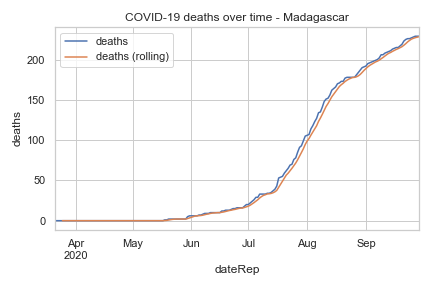 COVID-19 deaths over time - Madagascar
deaths
deaths (rolling)
200
150
100
50
0
deaths
Apr May Jun Jul Aug Sep
2020
dateRep